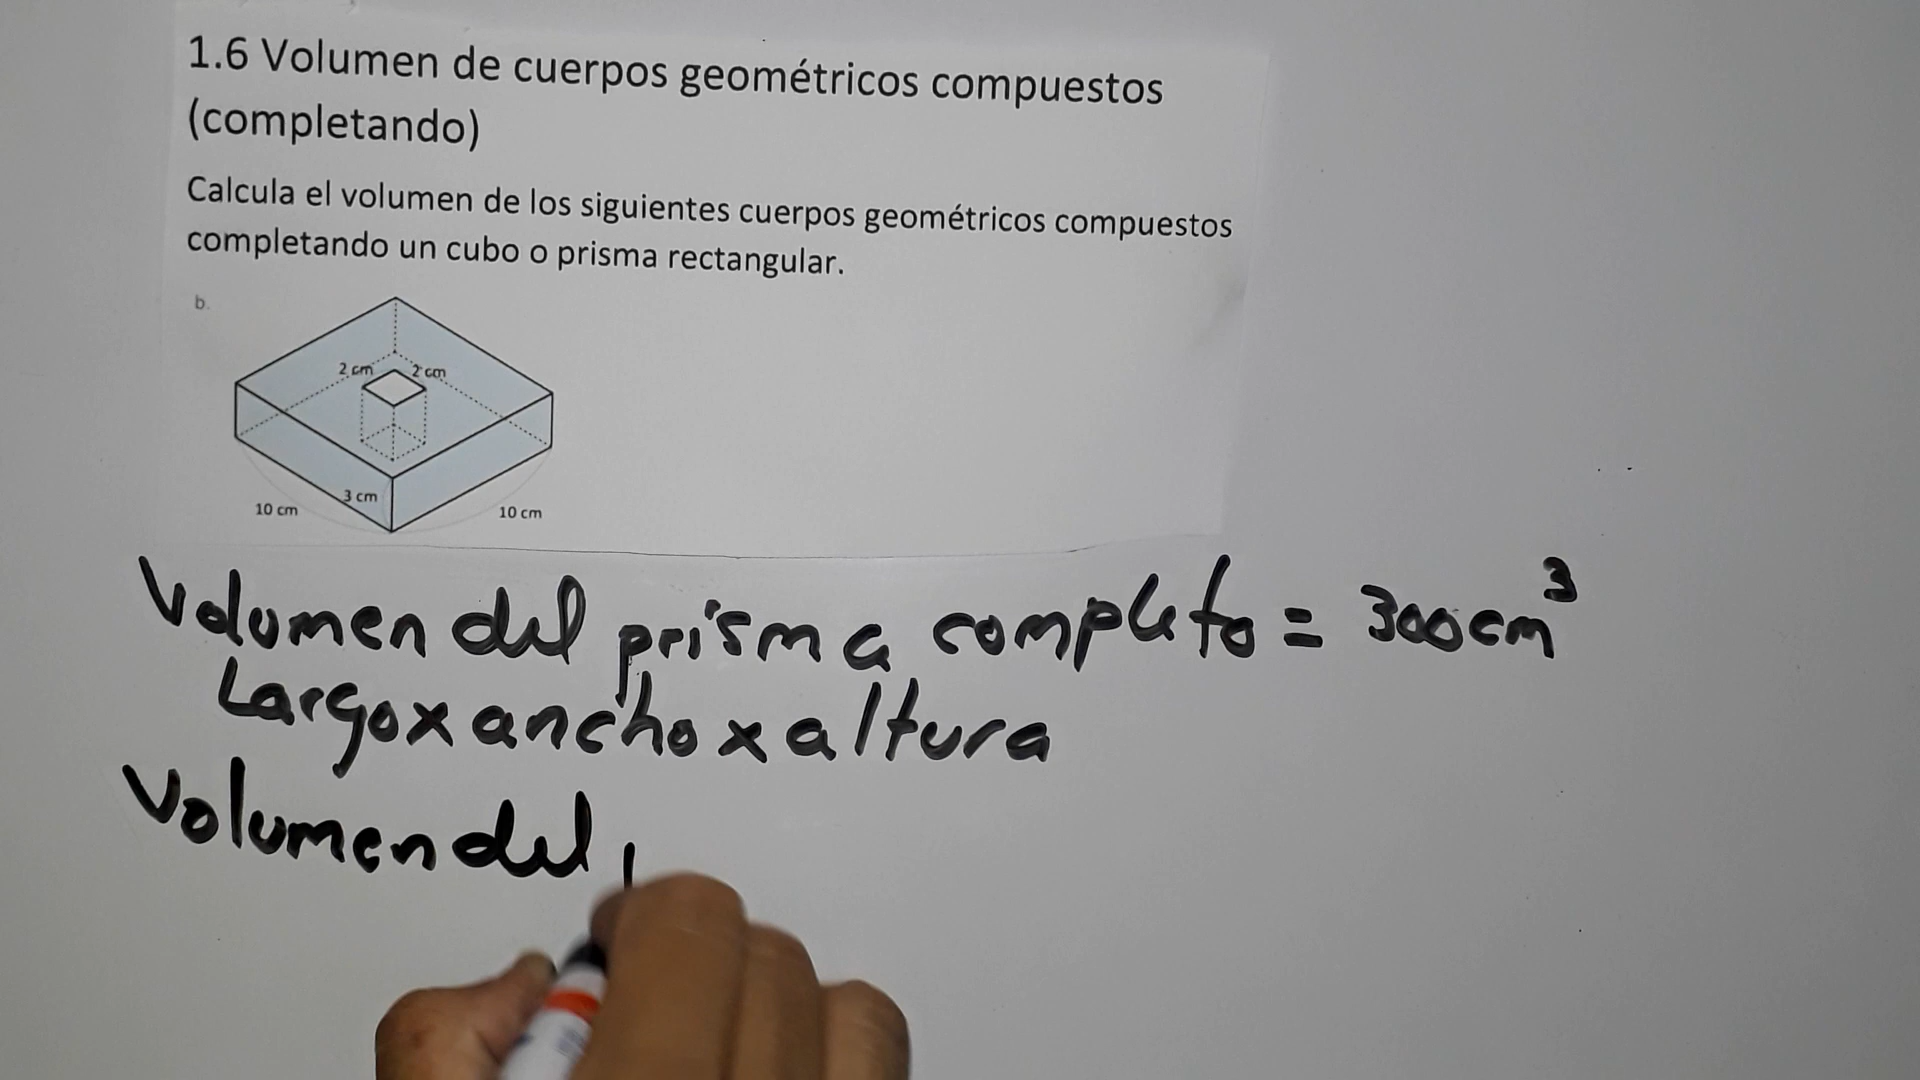 1.6 Volumen de cuerpos geométricos compuestos
(completando)
Calcula el volumen de los siguientes cuerpos geométricos compuestos
completando un cubo o prisma rectangular.
b.
2 cm 2 cm
3 cm
10 cm 10 cm
Volumen del prisma completo = 300 cm³
Largo x ancho x altura
Volumen del